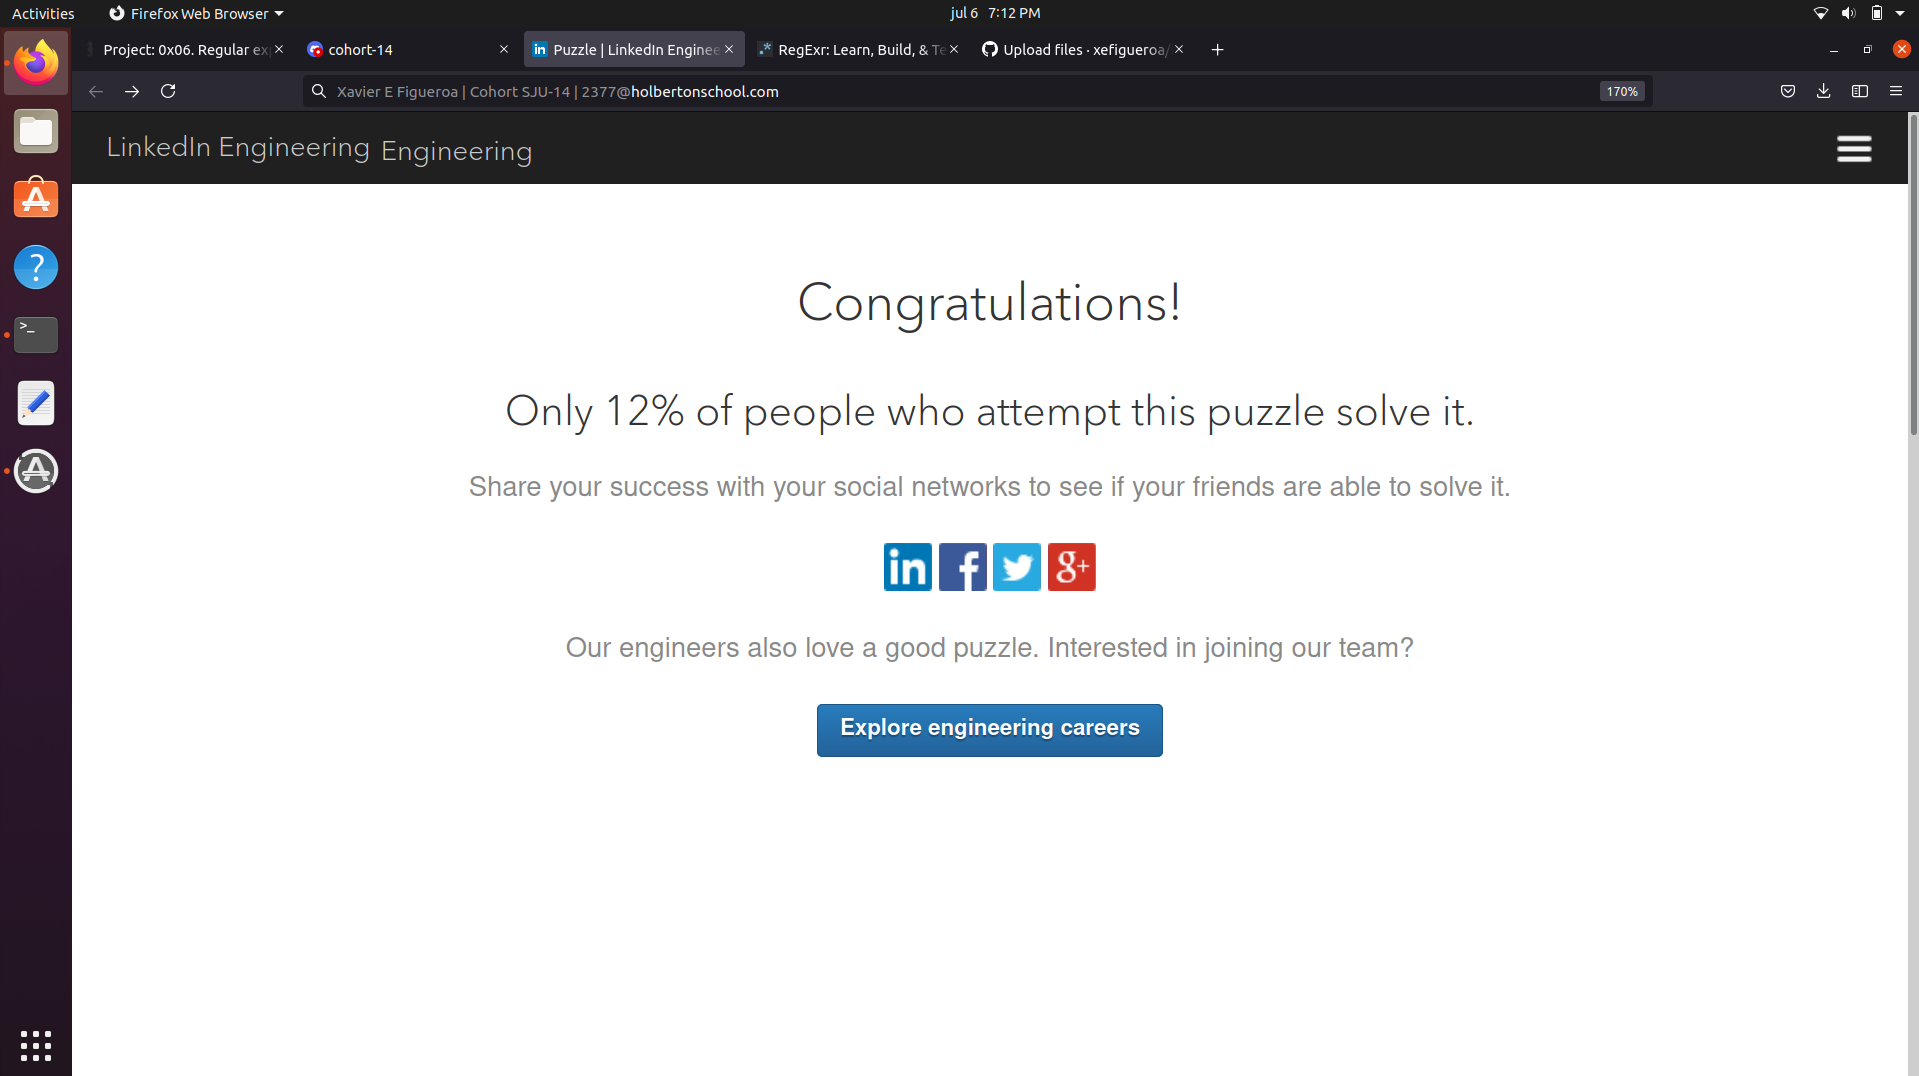 Activities
Firefox Web Browser
jul 6 7:12 PM
Project: 0x06. Regular ex
cohort-14
Puzzle | LinkedIn Enginee
RegExr: Learn, Build, & Te
Upload files · xefigueroa/
Xavier E Figueroa | Cohort SJU-14 | 2377@holbertonschool.com
170%
LinkedIn Engineering Engineering
Congratulations!
Only 12% of people who attempt this puzzle solve it.
Share your success with your social networks to see if your friends are able to solve it.
in f g+
Our engineers also love a good puzzle. Interested in joining our team?
Explore engineering careers